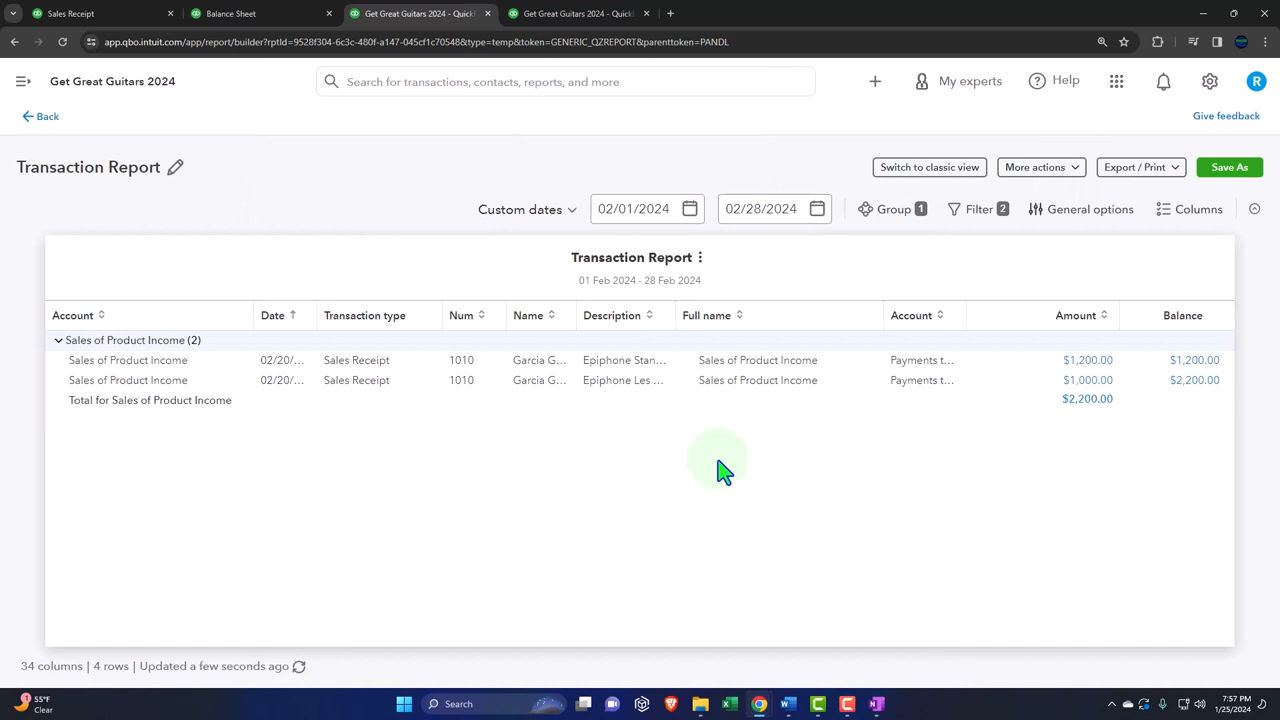 Sales Receipt
Balance Sheet
Get Great Guitars 2024 - QuickB
Get Great Guitars 2024 - QuickB
app.qbo.intuit.com/app/report/builder?rptId=9528f304-6c3c-480f-a147-045cf1c70548&type=temp&token=GENERIC_QZREPORT&parenttoken=PANDL
Get Great Guitars 2024
Search for transactions, contacts, reports, and more
My experts
Help
R
Back
Give feedback
Transaction Report
Switch to classic view
More actions
Export / Print
Save As
Custom dates
02/01/2024
02/28/2024
Group 1
Filter 2
General options
Columns
Transaction Report
01 Feb 2024 - 28 Feb 2024
Account Date Transaction type Num Name Description Full name Account Amount Balance
Sales of Product Income (2)
Sales of Product Income 02/20/... Sales Receipt 1010 Garcia G... Epiphone Stan... Sales of Product Income Payments t... $1,200.00 $1,200.00
Sales of Product Income 02/20/... Sales Receipt 1010 Garcia G... Epiphone Les ... Sales of Product Income Payments t... $1,000.00 $2,200.00
Total for Sales of Product Income $2,200.00
34 columns | 4 rows | Updated a few seconds ago
1
55°F
Clear
Search
7:57 PM
1/25/2024